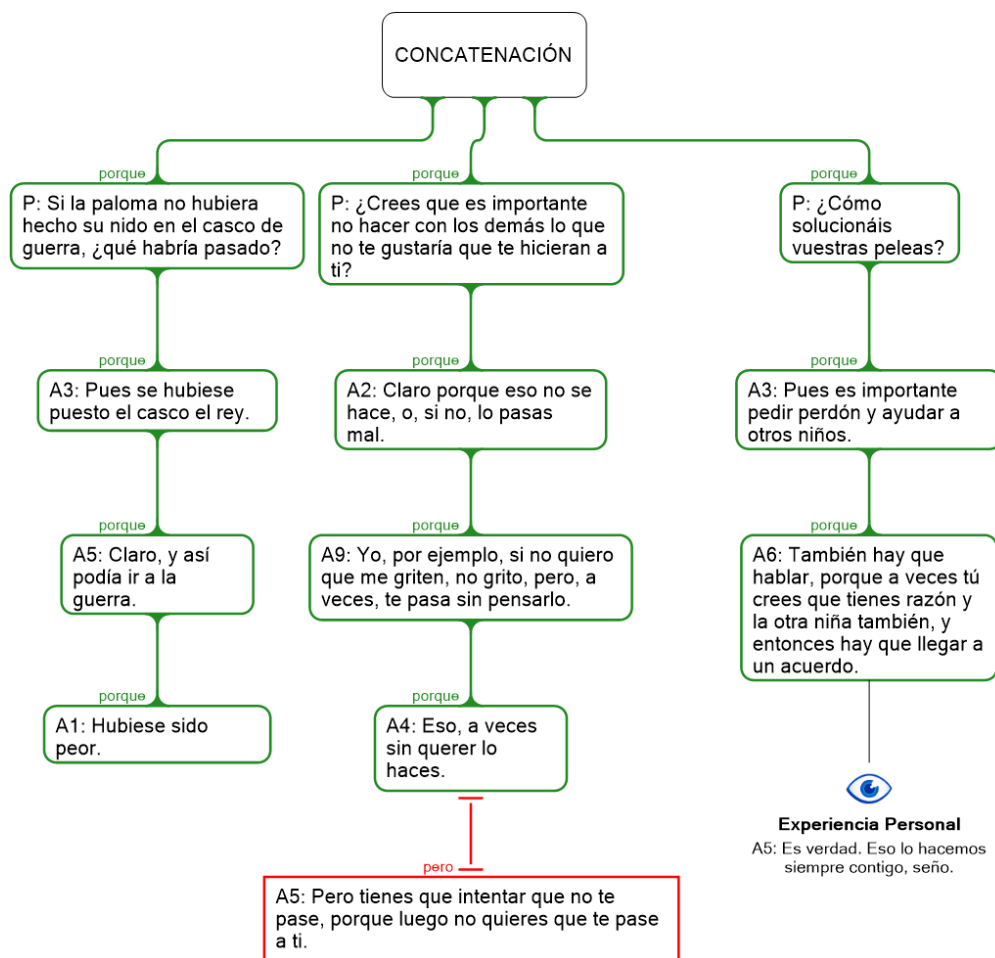 CONCATENACIÓN
porque
P: Si la paloma no hubiera
hecho su nido en el casco de
guerra, ¿qué habría pasado?
porque
A3: Pues se hubiese
puesto el casco el rey.
porque
A5: Claro, y así
podía ir a la
guerra.
porque
A1: Hubiese sido
peor.
porque
P: ¿Crees que es importante
no hacer con los demás lo que
no te gustaría que te hicieran a
ti?
porque
A2: Claro porque eso no se
hace, o, si no, lo pasas
mal.
porque
A9: Yo, por ejemplo, si no quiero
que me griten, no grito, pero, a
veces, te pasa sin pensarlo.
porque
A4: Eso, a veces
sin querer lo
haces.
pero
A5: Pero tienes que intentar que no te
pase, porque luego no quieres que te pase
a ti.
porque
P: ¿Cómo
solucionáis
vuestras peleas?
porque
A3: Pues es importante
pedir perdón y ayudar a
otros niños.
porque
A6: También hay que
hablar, porque a veces tú
crees que tienes razón y
la otra niña también, y
entonces hay que llegar a
un acuerdo.
Experiencia Personal
A5: Es verdad. Eso lo hacemos
siempre contigo, seño.